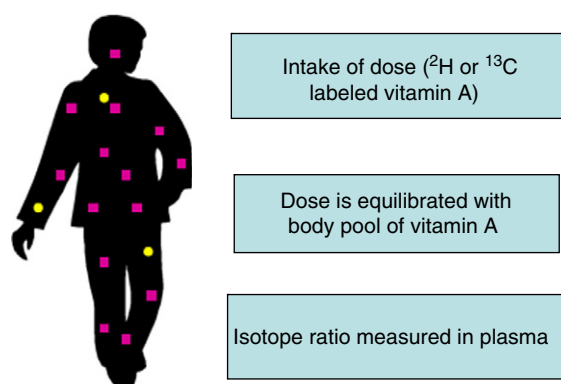 Intake of dose (²H or ¹³C
labeled vitamin A)
Dose is equilibrated with
body pool of vitamin A
Isotope ratio measured in plasma